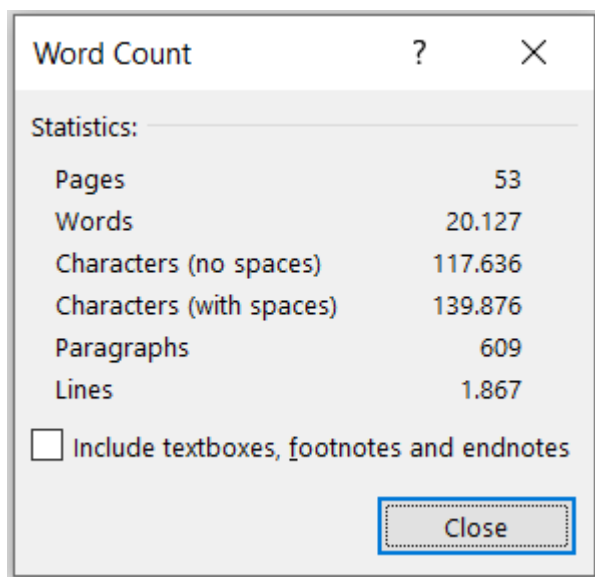 Word Count ?
Statistics:
Pages 53
Words 20.127
Characters (no spaces) 117.636
Characters (with spaces) 139.876
Paragraphs 609
Lines 1.867
Include textboxes, footnotes and endnotes
Close